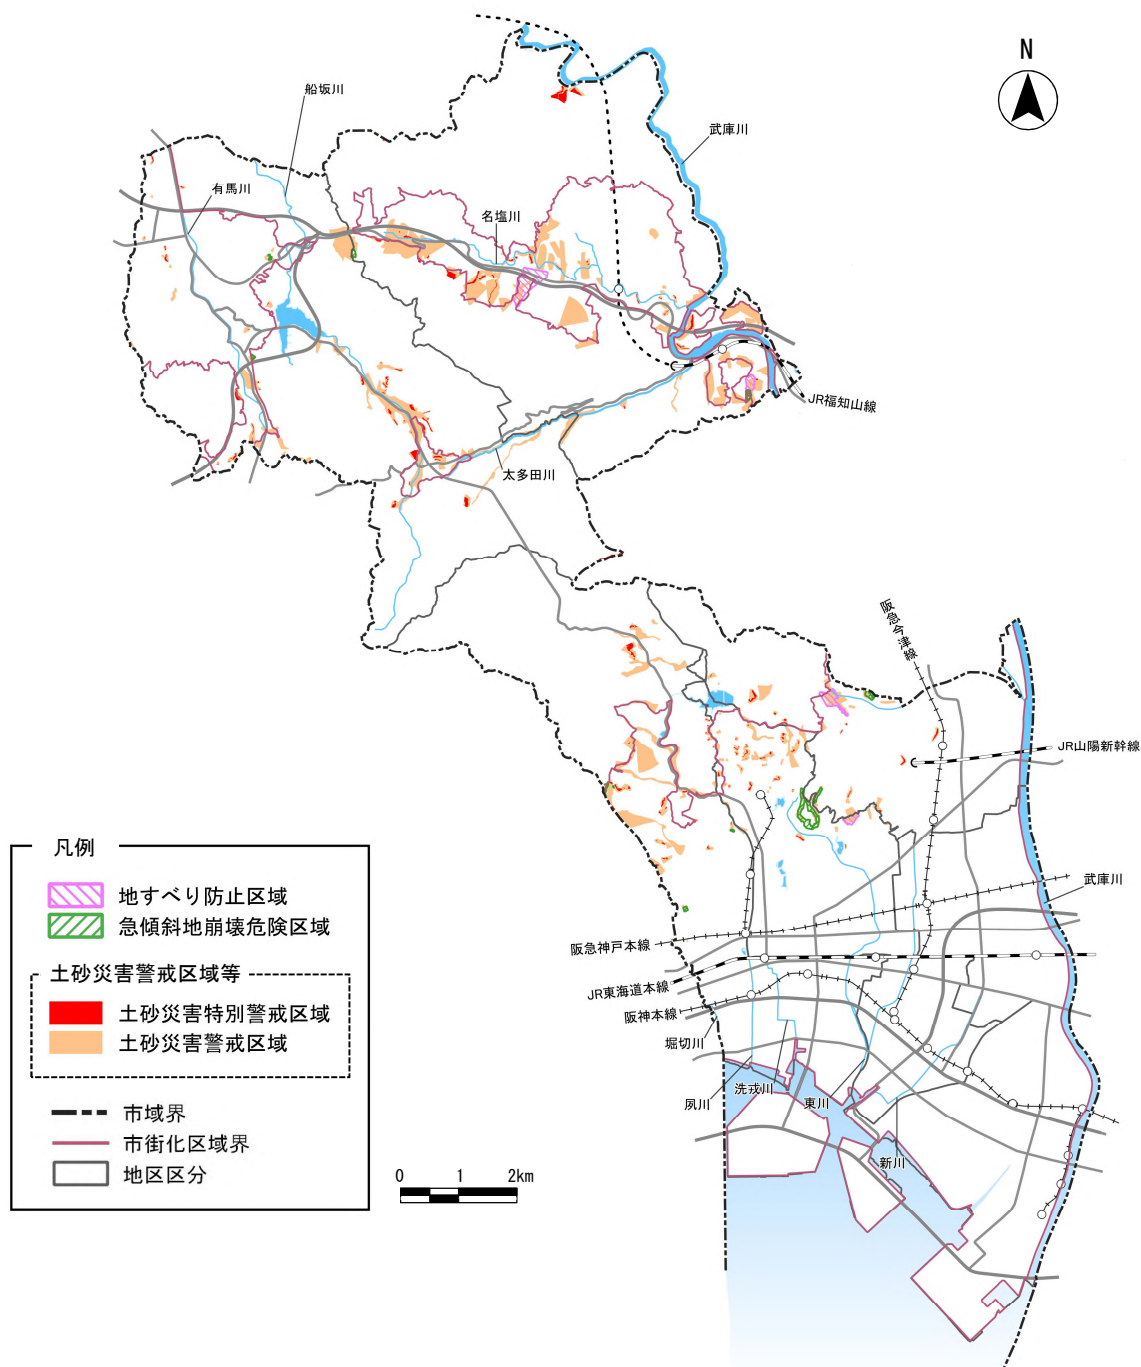 N
船坂川
武庫川
有馬川
名塩川
JR福知山線
太多田川
阪急今津線
JR山陽新幹線
武庫川
阪急神戸本線
JR東海道本線
阪神本線
堀切川
夙川
洗戎川
東川
新川
凡例
地すべり防止区域
急傾斜地崩壊危険区域
土砂災害警戒区域等
土砂災害特別警戒区域
土砂災害警戒区域
市域界
市街化区域界
地区区分
0 1 2km